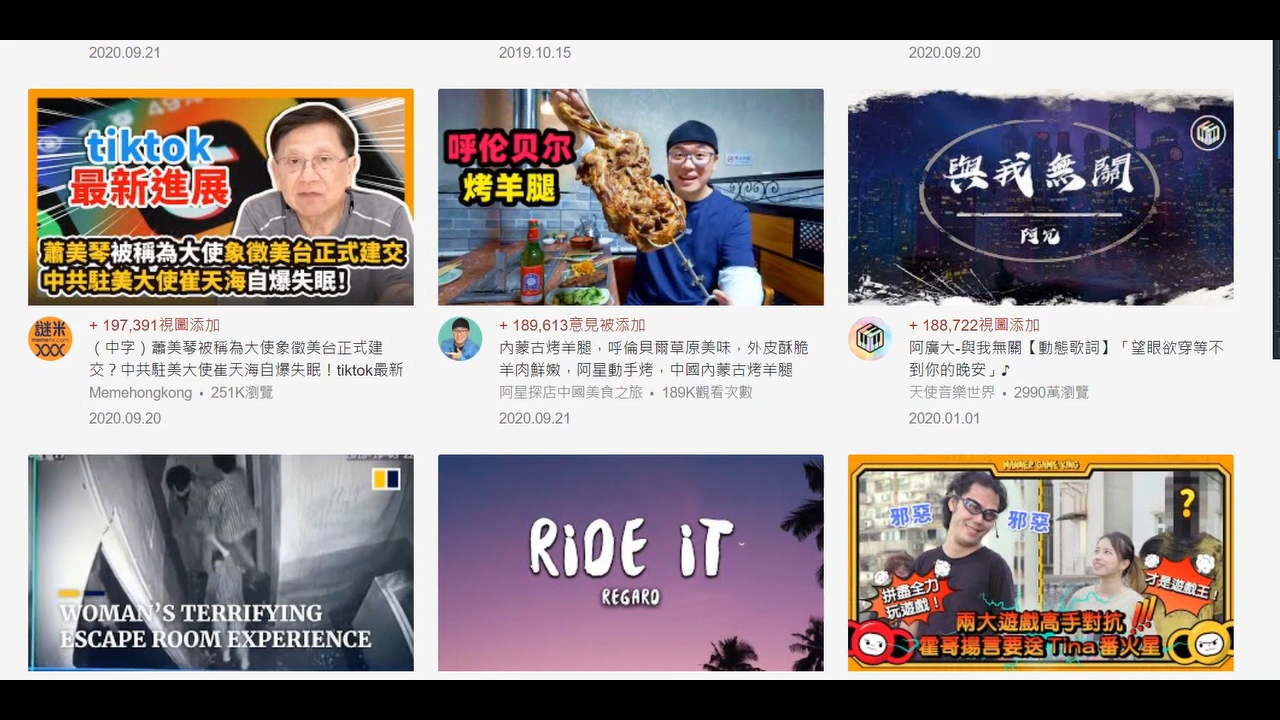 2020.09.21
2019.10.15
2020.09.20
tiktok
最新進展
蕭美琴被稱為大使象徵美台正式建交
中共駐美大使崔天海自爆失眠！
呼伦贝尔
烤羊腿
與我無關
阿冗
謎米
memehk.com
XXX
+ 197,391視圖添加
（中字）蕭美琴被稱為大使象徵美台正式建
交？中共駐美大使崔天海自爆失眠！tiktok最新
Memehongkong • 251K瀏覽
2020.09.20
+ 189,613意見被添加
內蒙古烤羊腿，呼倫貝爾草原美味，外皮酥脆
羊肉鮮嫩，阿星動手烤，中國內蒙古烤羊腿
阿星探店中國美食之旅 • 189K觀看次數
2020.09.21
+ 188,722視圖添加
阿廣大-與我無關【動態歌詞】「望眼欲穿等不
到你的晚安」♪
天使音樂世界 • 2990萬瀏覽
2020.01.01
WOMAN'S TERRIFYING
ESCAPE ROOM EXPERIENCE
RiDE iT
REGARD
MANNER GAME KING
邪惡
邪惡
?
拼盡全力
玩遊戲！
才是遊戲王！
兩大遊戲高手對抗!!
霍哥揚言要送Tina番火星